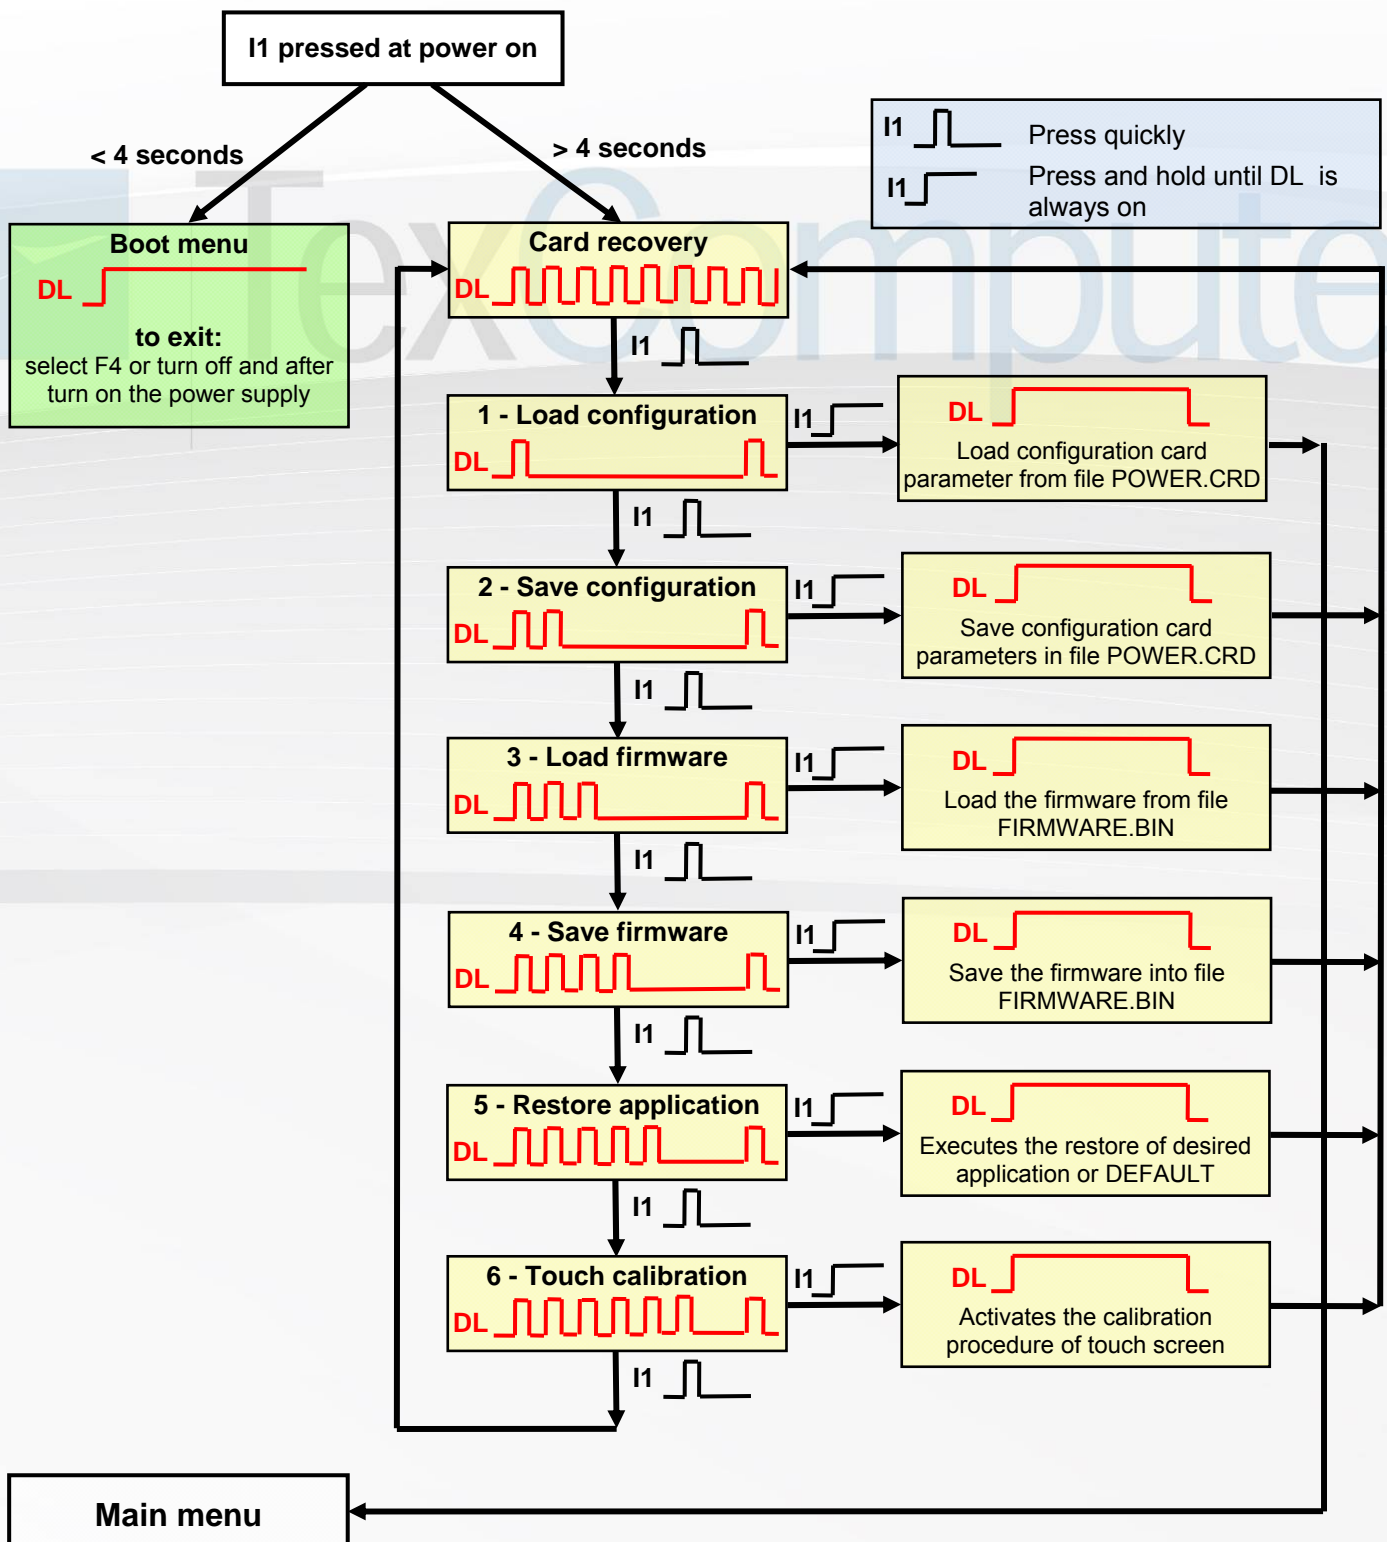 I1 pressed at power on
< 4 seconds
> 4 seconds
I1
Press quickly
I1
Press and hold until DL is
always on
TexCompute
Boot menu
DL
to exit:
select F4 or turn off and after
turn on the power supply
Card recovery
DL
I1
1 - Load configuration
DL
I1
DL
Load configuration card
parameter from file POWER.CRD
I1
2 - Save configuration
DL
I1
DL
Save configuration card
parameters in file POWER.CRD
I1
3 - Load firmware
DL
I1
DL
Load the firmware from file
FIRMWARE.BIN
I1
4 - Save firmware
DL
I1
DL
Save the firmware into file
FIRMWARE.BIN
I1
5 - Restore application
DL
I1
DL
Executes the restore of desired
application or DEFAULT
I1
6 - Touch calibration
DL
I1
DL
Activates the calibration
procedure of touch screen
I1
Main menu